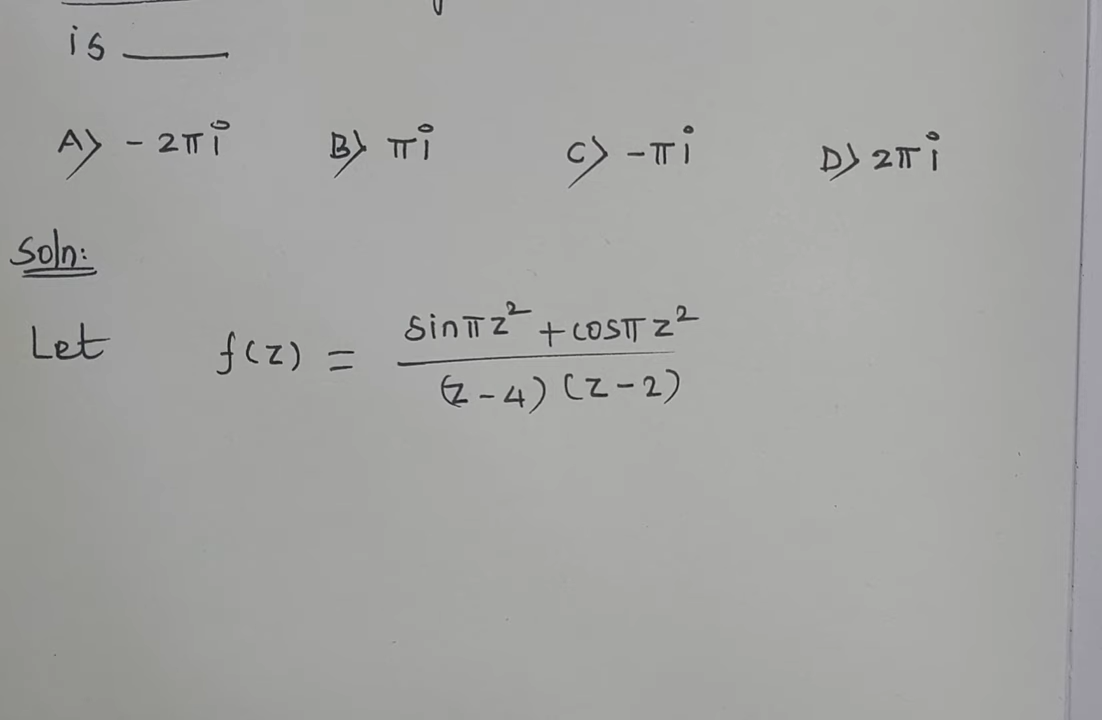 is ____
A) - 2πi B) πi C) -πi D) 2πi
Soln:
Let f(z) = sinπz² + cosπz² / (z-4) (z-2)